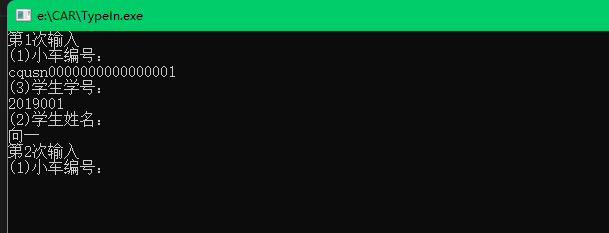 e:\CAR\TypeIn.exe
第1次输入
(1)小车编号：
cqusn0000000000000001
(3)学生学号：
2019001
(2)学生姓名：
向一
第2次输入
(1)小车编号：